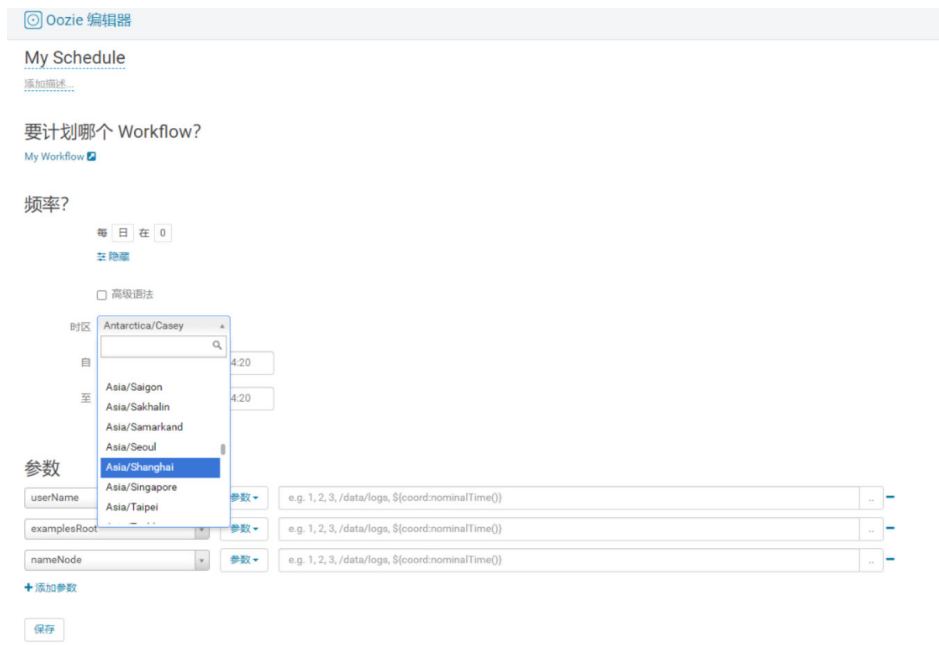 Oozie 编辑器
My Schedule
添加描述...
要计划哪个 Workflow?
My Workflow
频率?
每 日 在 0
隐藏
高级语法
时区 Antarctica/Casey
自 4:20
Asia/Saigon
至 4:20
Asia/Sakhalin
Asia/Samarkand
Asia/Seoul
参数 Asia/Shanghai
Asia/Singapore
userName 参数 e.g. 1, 2, 3, /data/logs, ${coord:nominalTime()} ..
Asia/Taipei
examplesRoot 参数 e.g. 1, 2, 3, /data/logs, ${coord:nominalTime()} ..
nameNode 参数 e.g. 1, 2, 3, /data/logs, ${coord:nominalTime()} ..
添加参数
保存